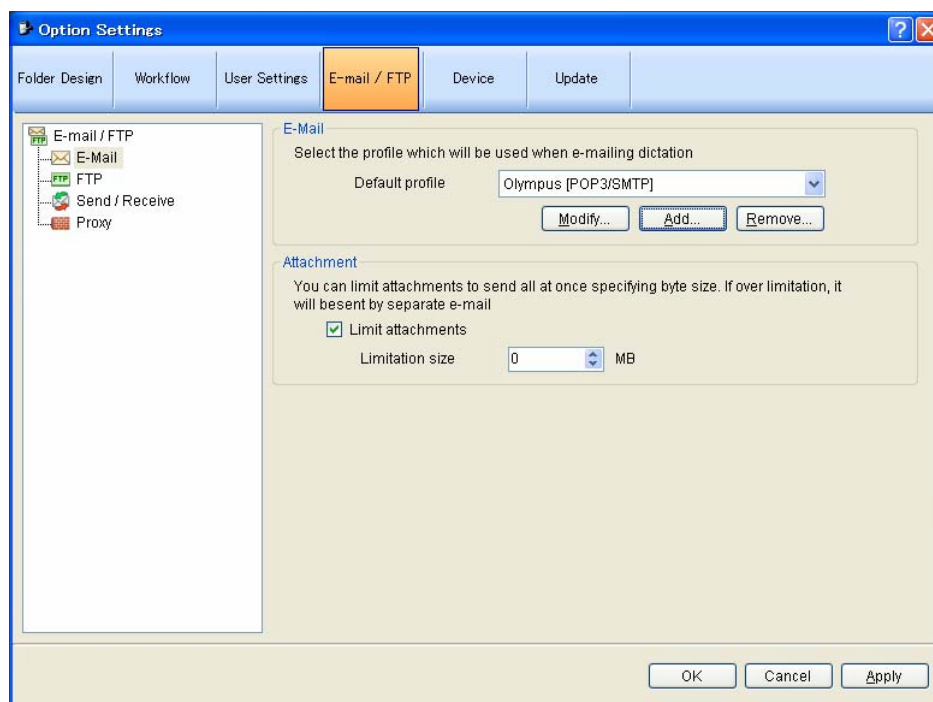 Option Settings
Folder Design Workflow User Settings E-mail / FTP Device Update
E-mail / FTP
E-Mail
FTP
Send / Receive
Proxy
E-Mail
Select the profile which will be used when e-mailing dictation
Default profile Olympus [POP3/SMTP]
Modify... Add... Remove...
Attachment
You can limit attachments to send all at once specifying byte size. If over limitation, it
will besent by separate e-mail
Limit attachments
Limitation size 0 MB
OK Cancel Apply